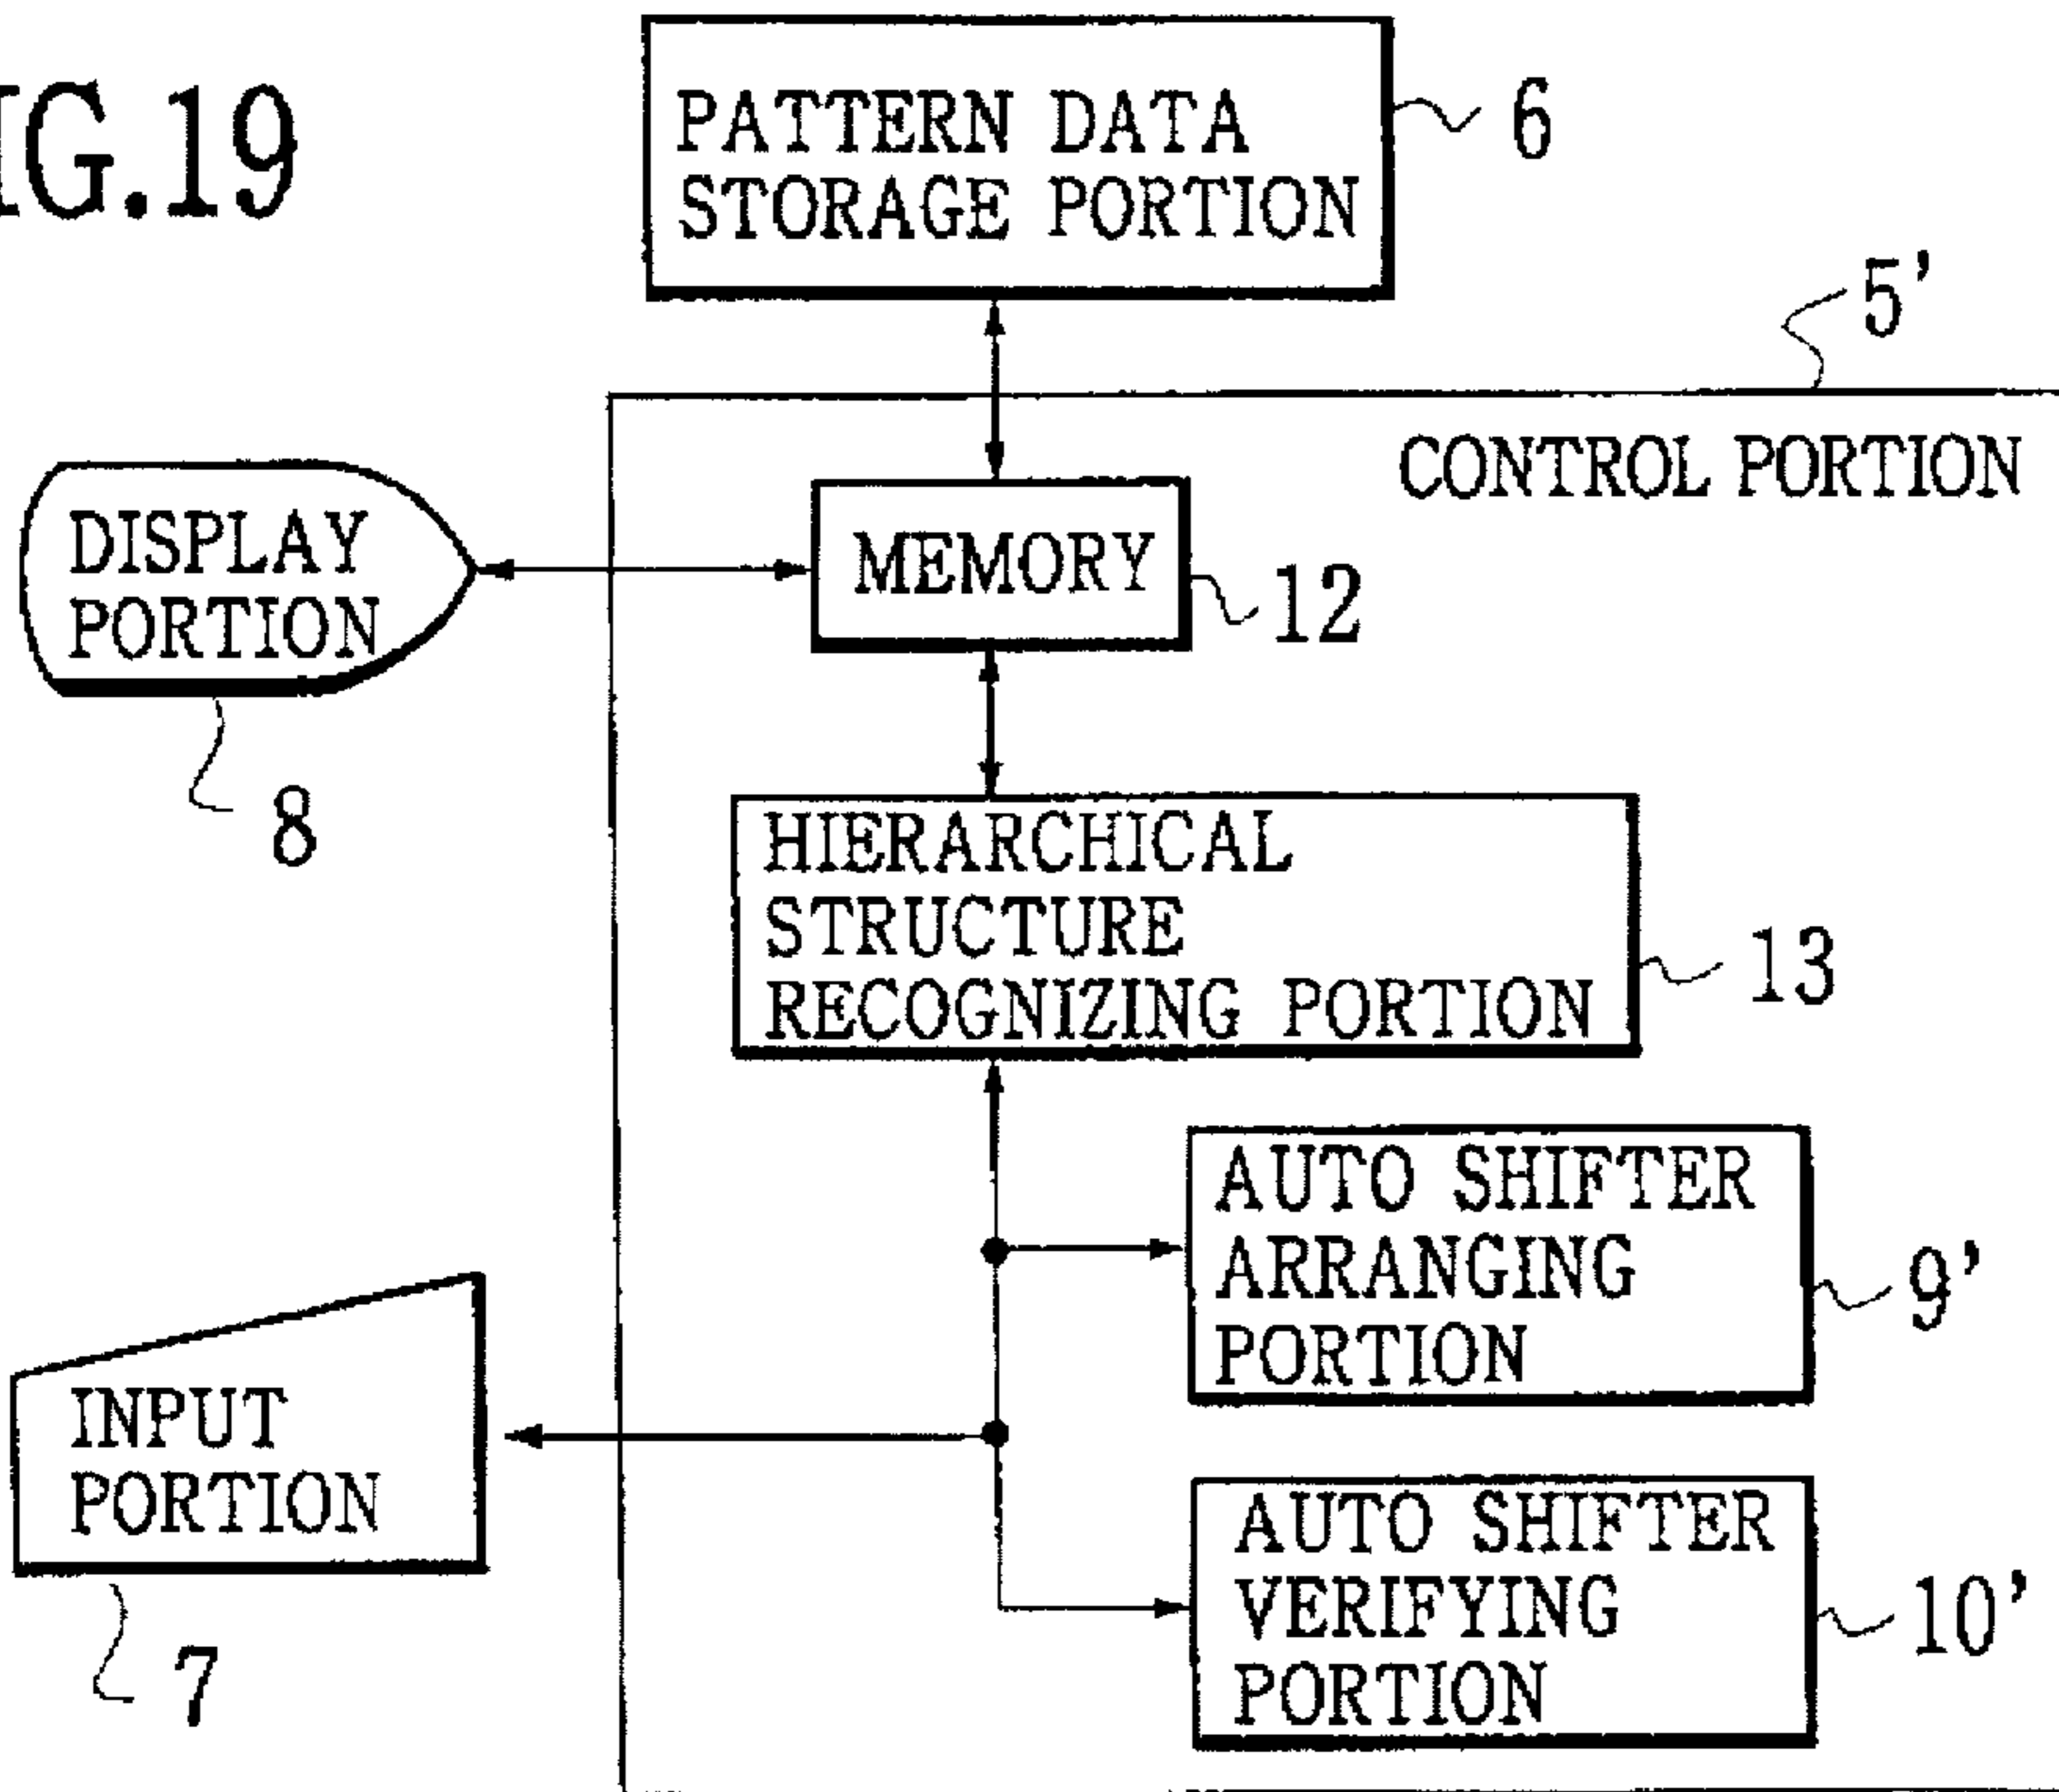 IG.19
PATTERN DATA
STORAGE PORTION
6
5'
CONTROL PORTION
DISPLAY
PORTION
8
MEMORY
12
HIERARCHICAL
STRUCTURE
RECOGNIZING PORTION
13
AUTO SHIFTER
ARRANGING
PORTION
9'
INPUT
PORTION
7
AUTO SHIFTER
VERIFYING
PORTION
10'